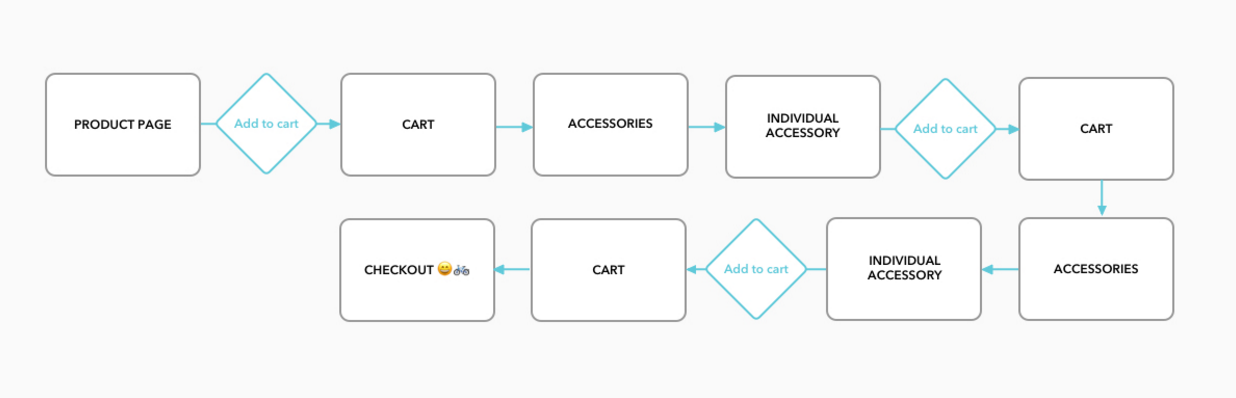 PRODUCT PAGE
Add to cart
CART
ACCESSORIES
INDIVIDUAL
ACCESSORY
Add to cart
CART
ACCESSORIES
INDIVIDUAL
ACCESSORY
Add to cart
CART
CHECKOUT 😀🚲